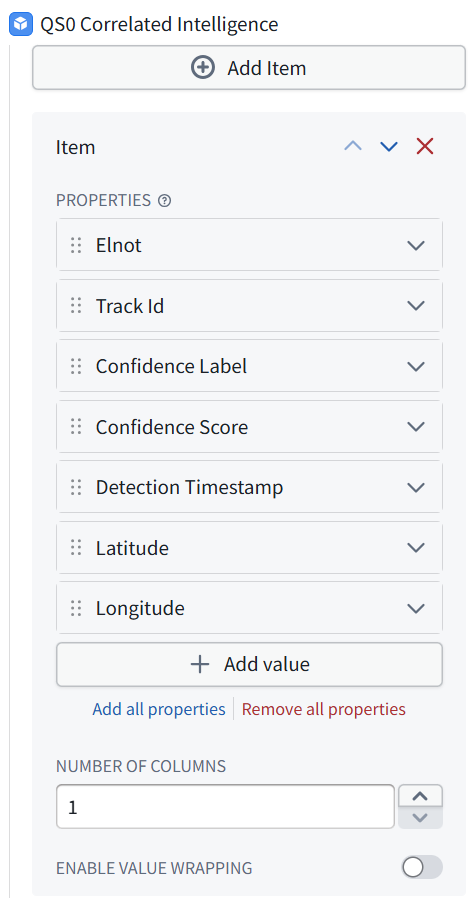 QS0 Correlated Intelligence
Add Item
Item
PROPERTIES
Elnot
Track Id
Confidence Label
Confidence Score
Detection Timestamp
Latitude
Longitude
Add value
Add all properties Remove all properties
NUMBER OF COLUMNS
1
ENABLE VALUE WRAPPING